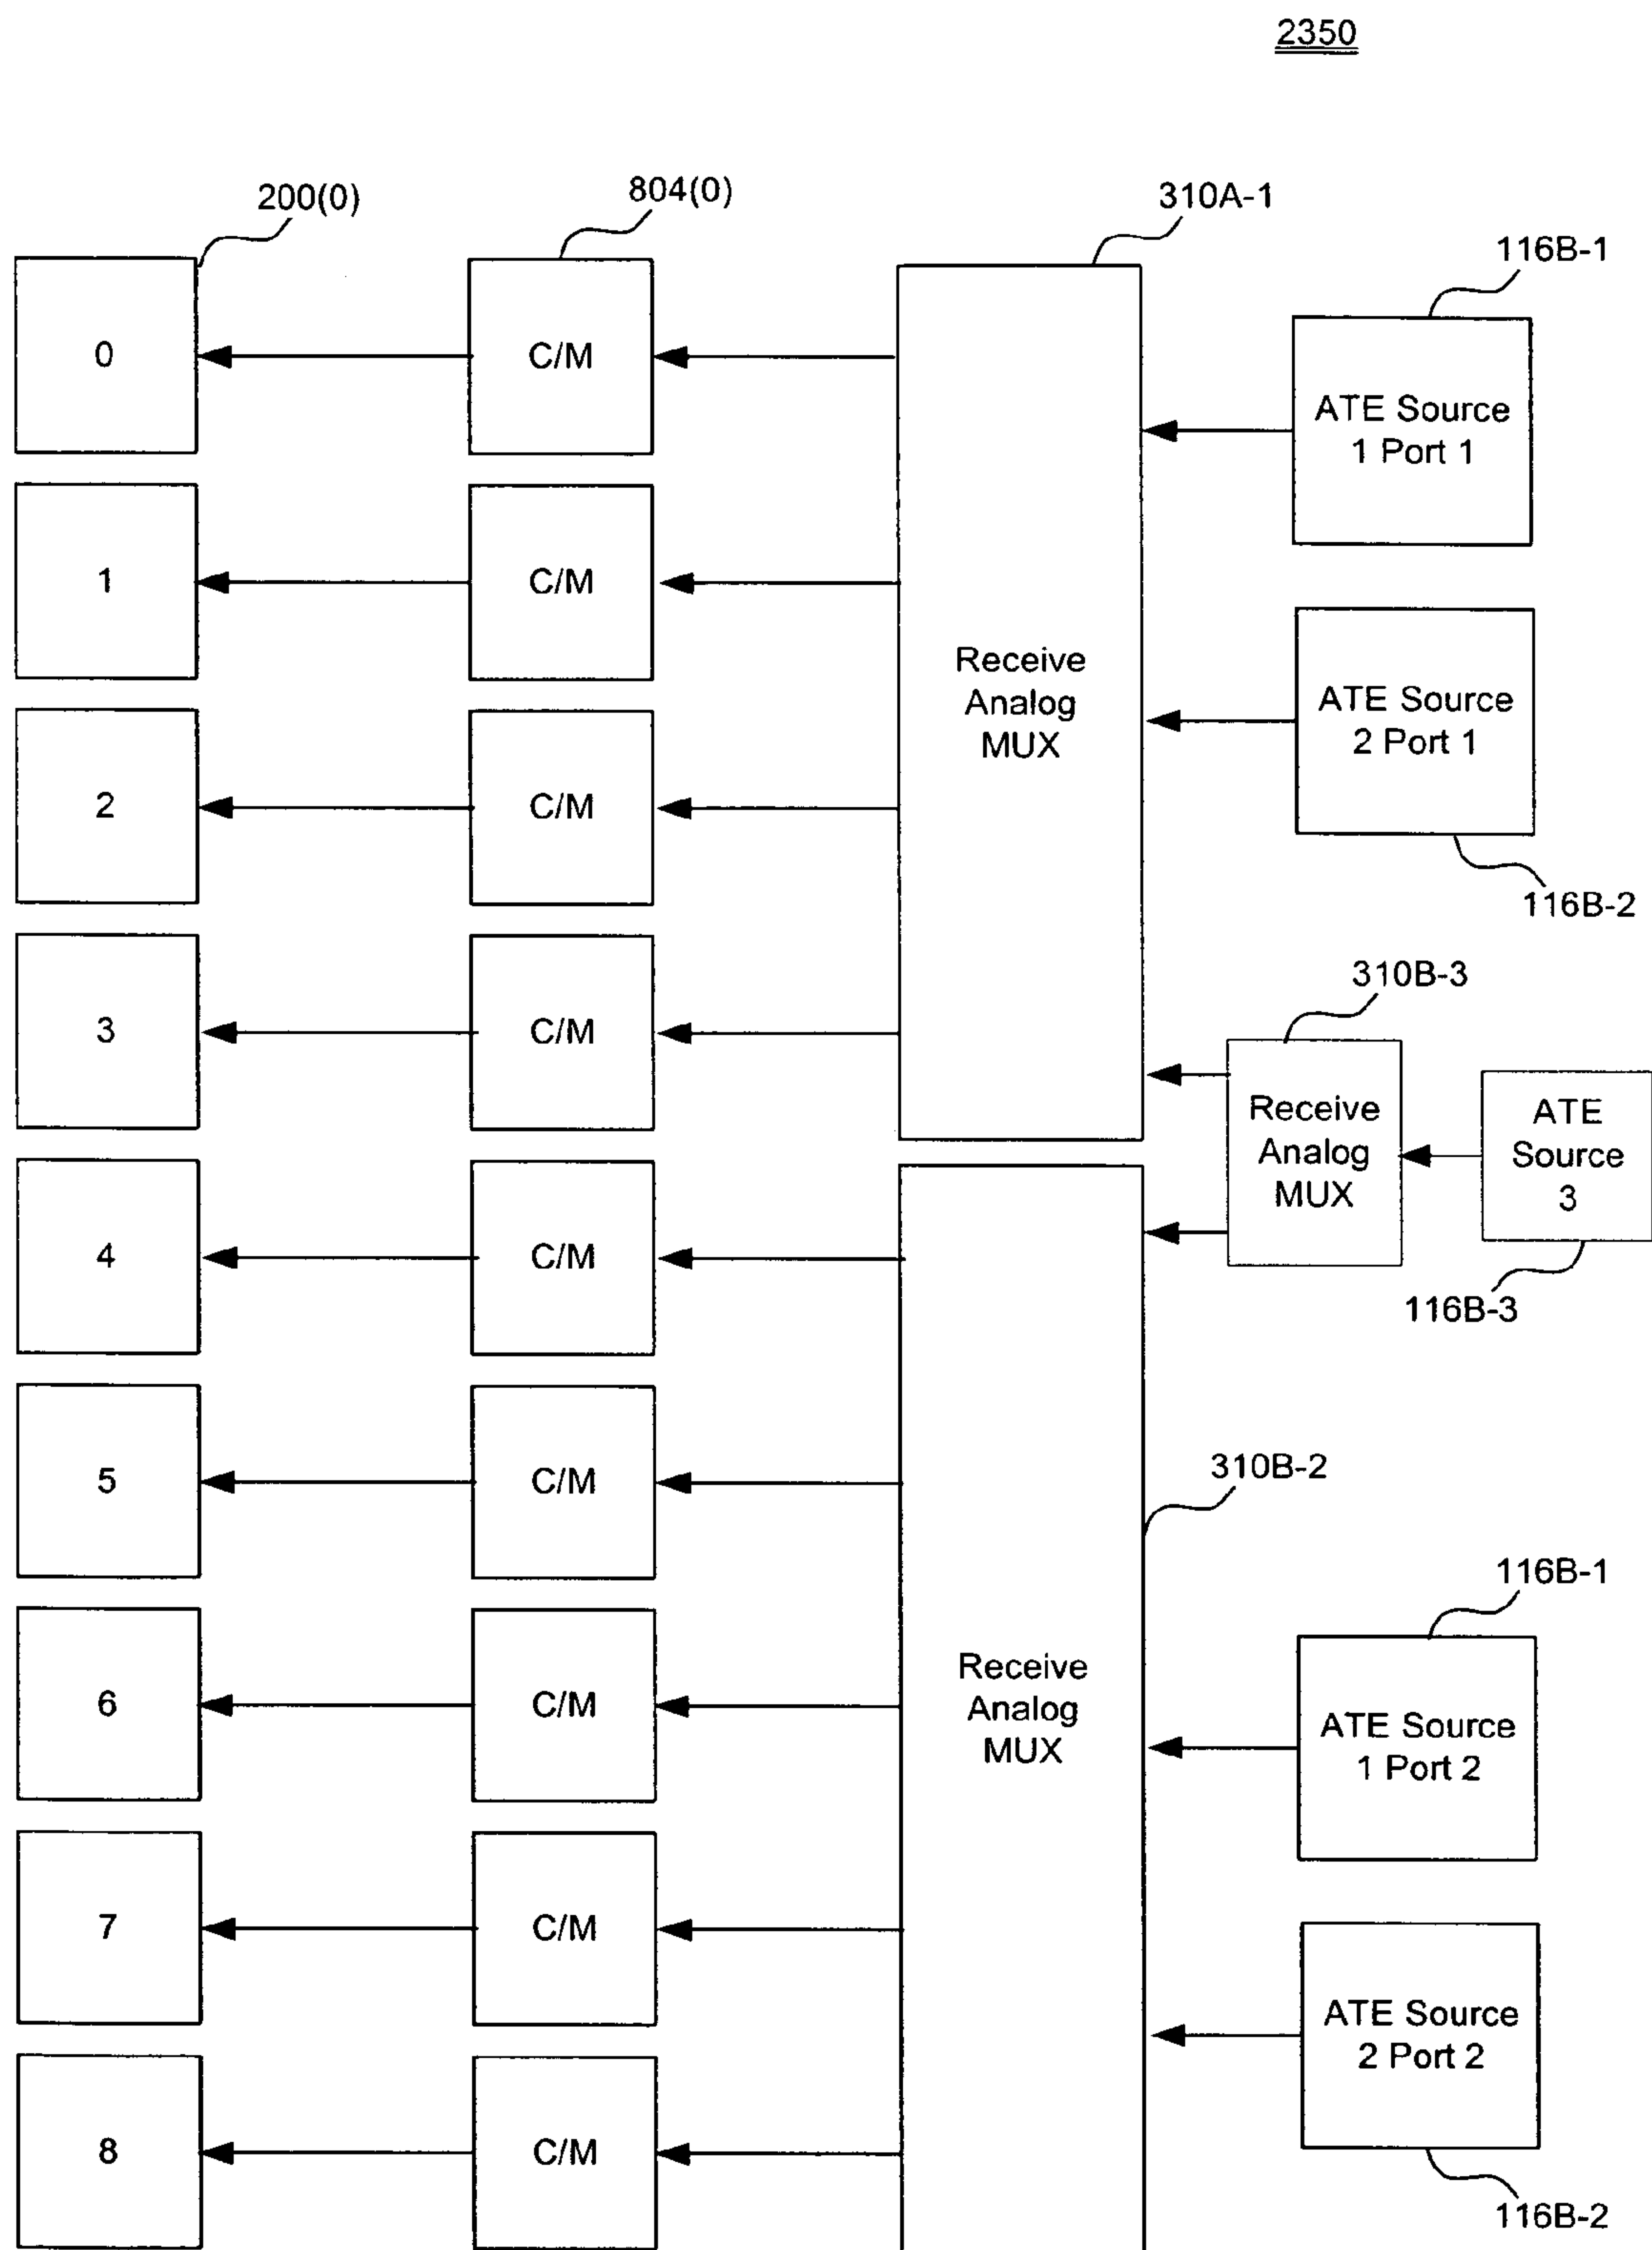 2350
200(0)
804(0)
310A-1
116B-1
0
C/M
ATE Source
1 Port 1
1
C/M
Receive
Analog
MUX
ATE Source
2 Port 1
2
C/M
116B-2
310B-3
3
C/M
Receive
Analog
MUX
ATE
Source
3
4
C/M
116B-3
310B-2
5
C/M
116B-1
Receive
Analog
MUX
6
C/M
ATE Source
1 Port 2
7
C/M
ATE Source
2 Port 2
8
C/M
116B-2